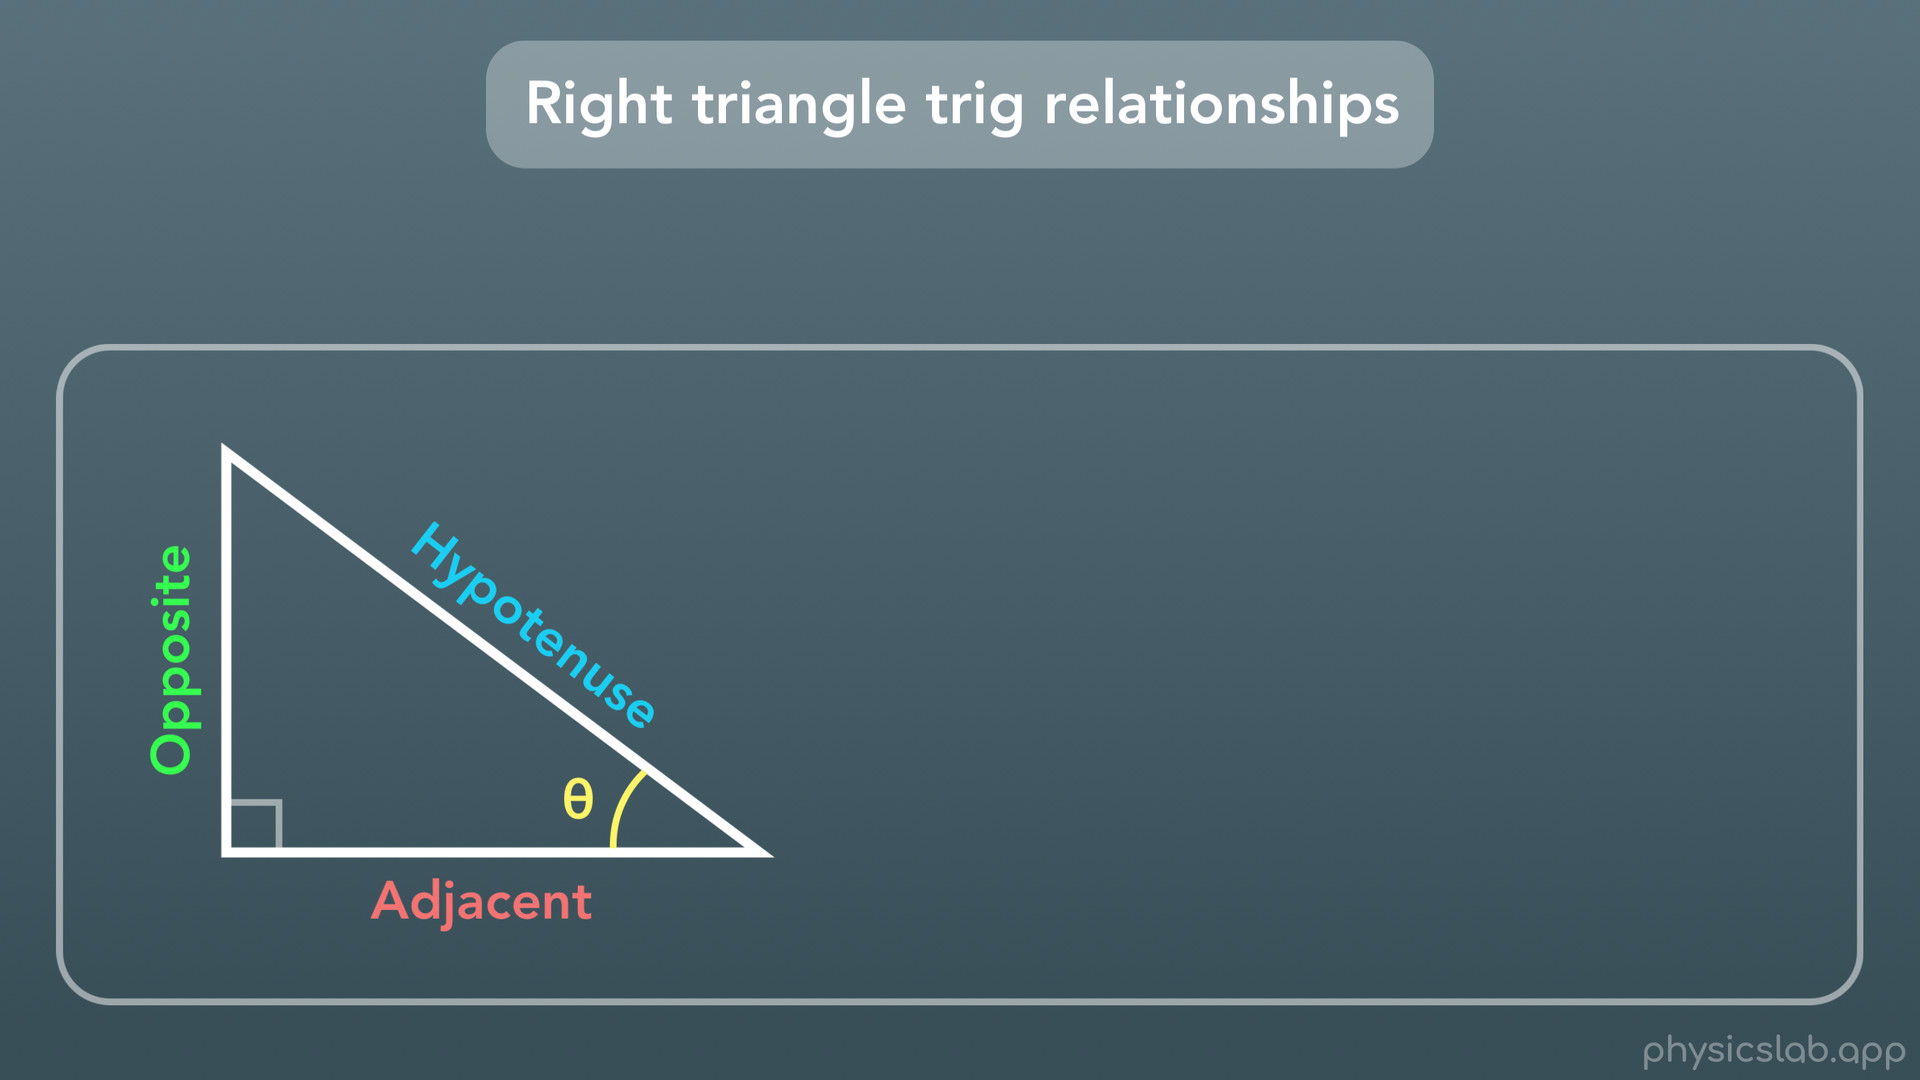 Right triangle trig relationships
Opposite
Hypotenuse
θ
Adjacent
physicslab.app